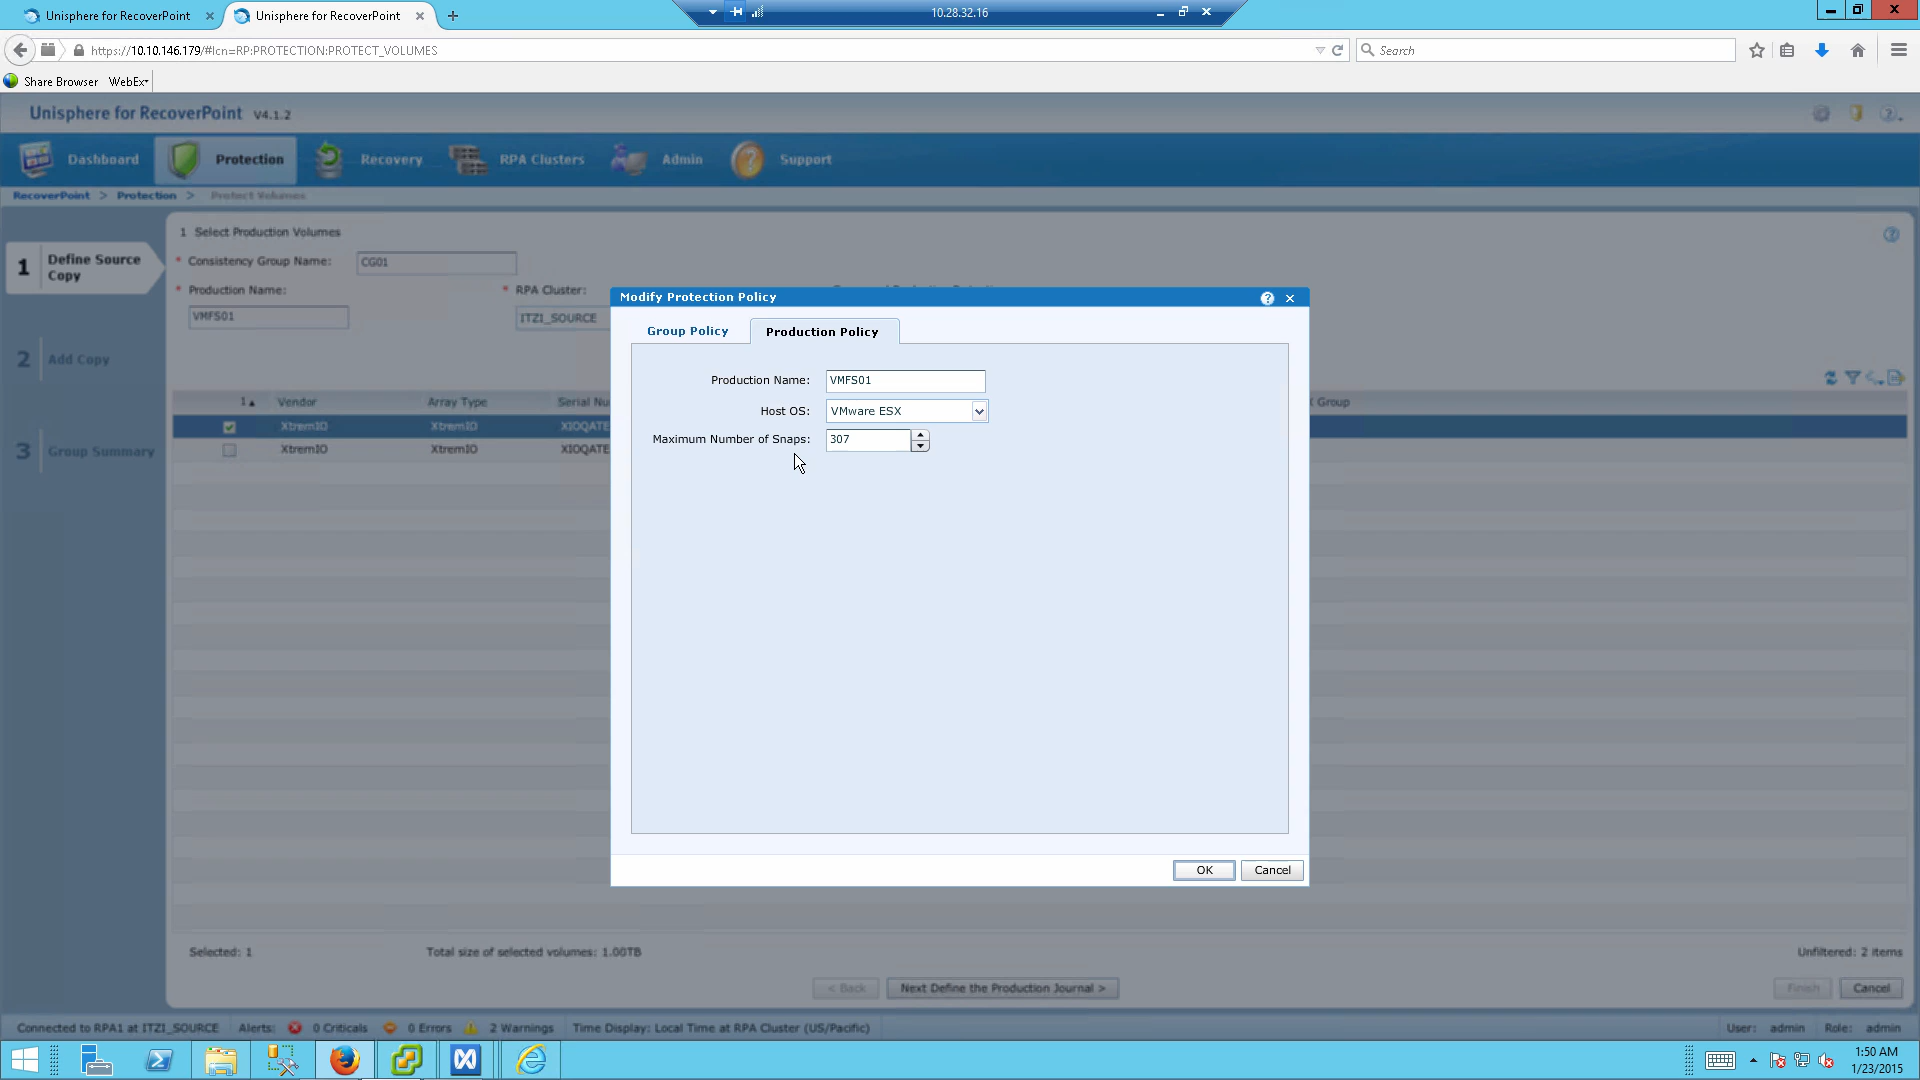 Unisphere for RecoverPoint × Unisphere for RecoverPoint × + 10.28.32.16
https://10.10.146.179/#lcn=RP:PROTECTION:PROTECT_VOLUMES Search
Share Browser WebEx
Unisphere for RecoverPoint V4.1.2
Dashboard Protection Recovery RPA Clusters Admin Support
RecoverPoint > Protection > Protect Volumes
1 Define Source Copy
2 Add Copy
3 Group Summary
1 Select Production Volumes
* Consistency Group Name: CG01
* Production Name: * RPA Cluster:
VMFS01 ITZI_SOURCE
1 Vendor Array Type Serial Nu Group
XtremIO XtremIO XIOQATE
XtremIO XtremIO XIOQATE
Modify Protection Policy
Group Policy Production Policy
Production Name: VMFS01
Host OS: VMware ESX
Maximum Number of Snaps: 307
OK Cancel
Selected: 1 Total size of selected volumes: 1.00TB Unfiltered: 2 items
< Back Next Define the Production Journal > Finish Cancel
Connected to RPA1 at ITZI_SOURCE Alerts: 0 Criticals 0 Errors 2 Warnings Time Display: Local Time at RPA Cluster (US/Pacific) User: admin Role: admin
1:50 AM
1/23/2015